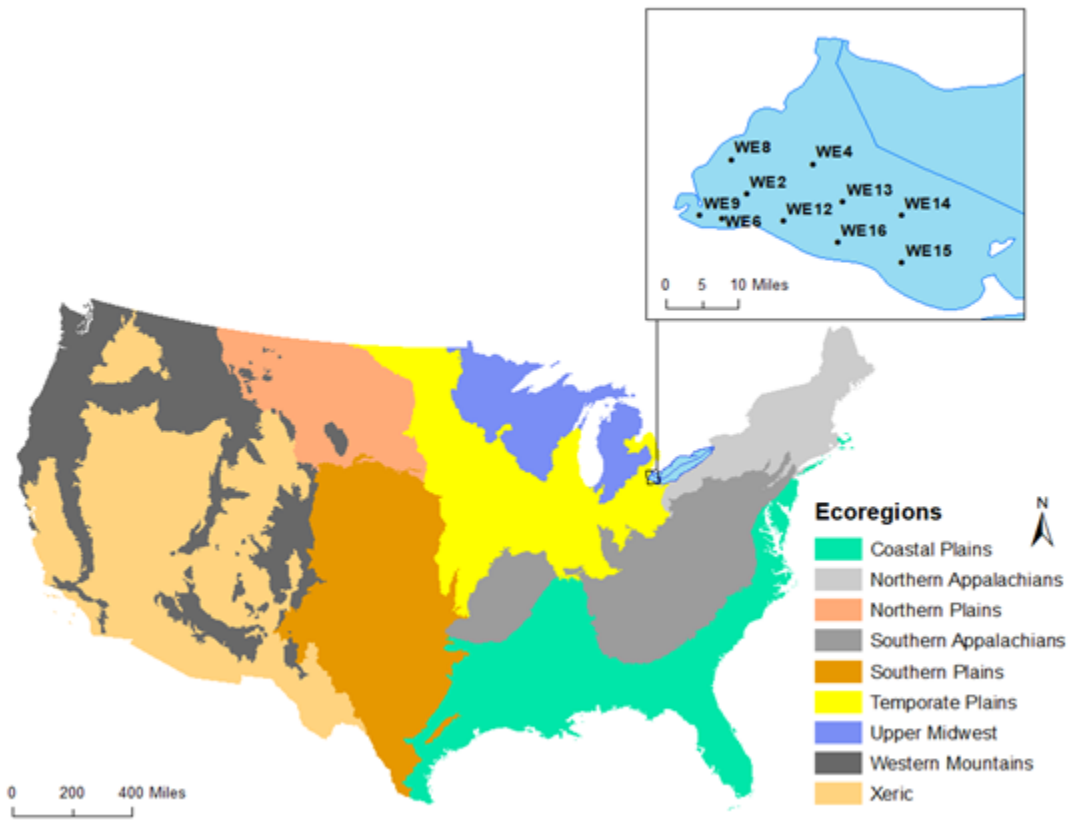 WE8
WE4
WE2
WE13
WE9
WE14
WE12
WE6
WE16
WE15
0 5 10 Miles
Ecoregions
N
Coastal Plains
Northern Appalachians
Northern Plains
Southern Appalachians
Southern Plains
Temporate Plains
Upper Midwest
Western Mountains
Xeric
0 200 400 Miles